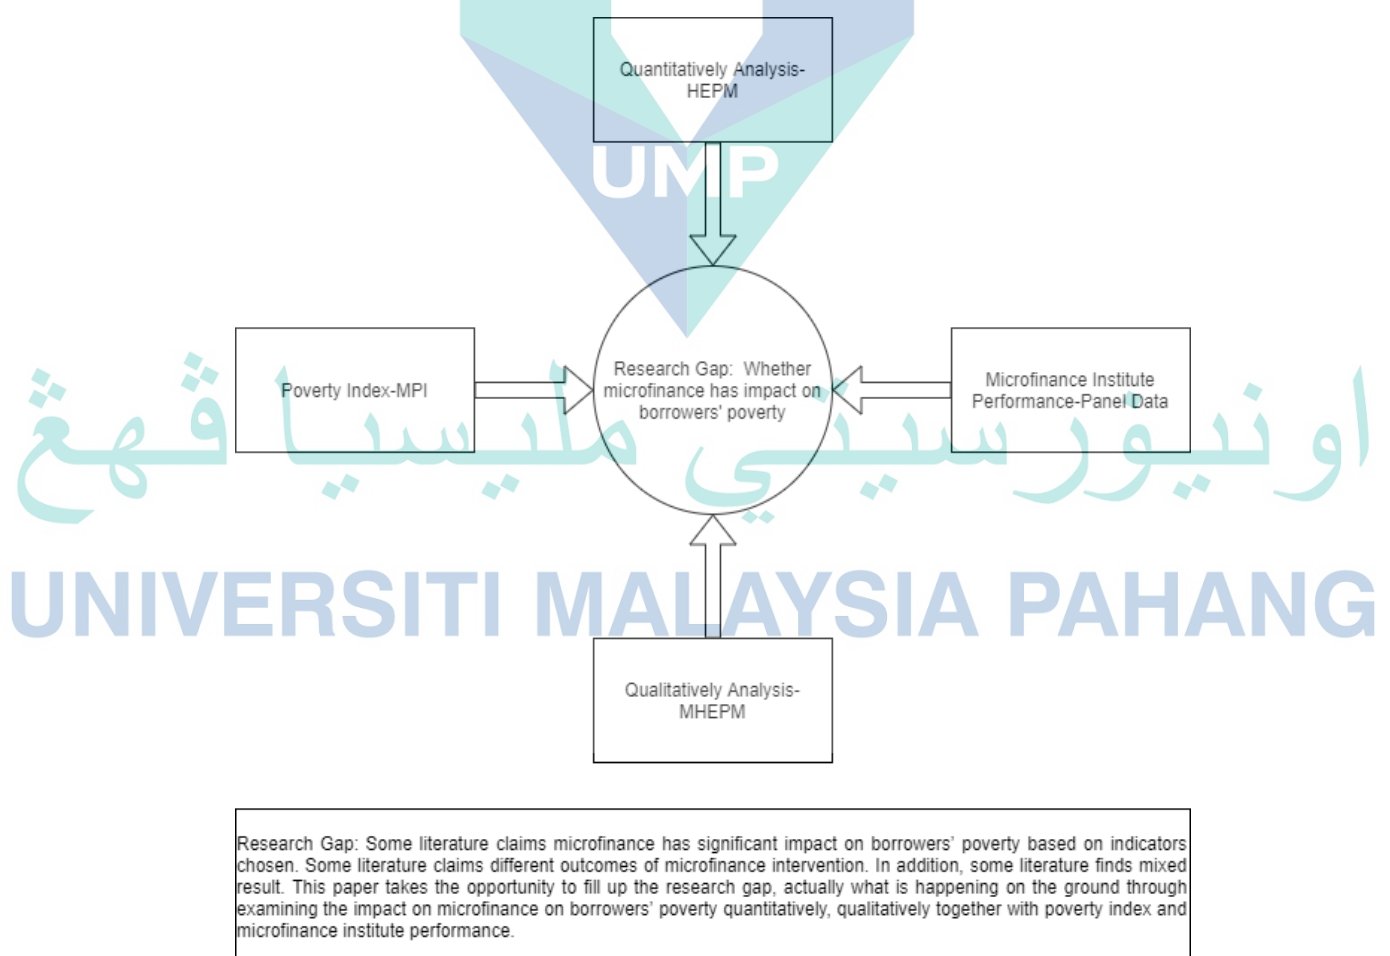 Quantitatively Analysis-
HEPM
UMP
Research Gap:  Whether
microfinance has impact on
borrowers' poverty
Poverty Index-MPI
Microfinance Institute
Performance-Panel Data
اونيۏرسيتي مليسيا ڤهڠ
UNIVERSITI MALAYSIA PAHANG
Qualitatively Analysis-
MHEPM
Research Gap: Some literature claims microfinance has significant impact on borrowers’ poverty based on indicators
chosen. Some literature claims different outcomes of microfinance intervention. In addition, some literature finds mixed
result. This paper takes the opportunity to fill up the research gap, actually what is happening on the ground through
examining the impact on microfinance on borrowers’ poverty quantitatively, qualitatively together with poverty index and
microfinance institute performance.